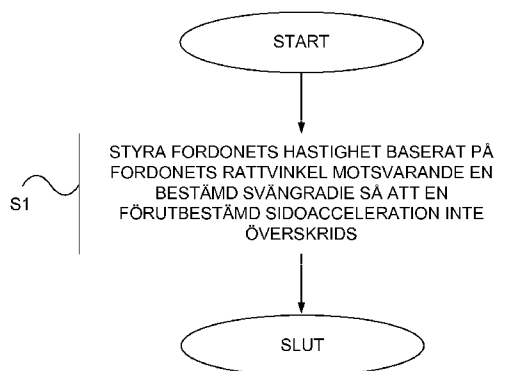 START
STYRA FORDONETS HASTIGHET BASERAT PÅ
FORDONETS RATTVINKEL MOTSVARANDE EN
BESTÄMD SVÄNGRADIE SÅ ATT EN
FÖRUTBESTÄMD SIDOACCELERATION INTE
ÖVERSKRIDS
S1
SLUT